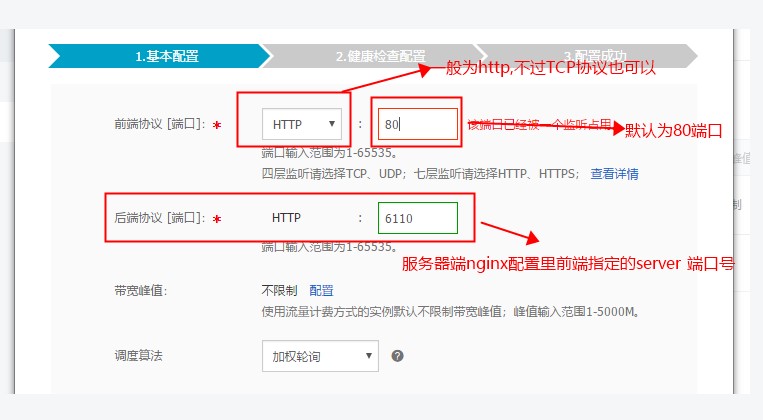 1.基本配置
2.健康检查配置
3.配置成功
一般为http,不过TCP协议也可以
前端协议 [端口]: *
HTTP
:
80
该端口已经被一个监听占用
默认为80端口
端口输入范围为1-65535。
四层监听请选择TCP、UDP；七层监听请选择HTTP、HTTPS； 查看详情
后端协议 [端口]: *
HTTP
:
6110
端口输入范围为1-65535。
服务器端nginx配置里前端指定的server 端口号
带宽峰值:
不限制 配置
使用流量计费方式的实例默认不限制带宽峰值；峰值输入范围1-5000M。
调度算法
加权轮询
?
峰值
制